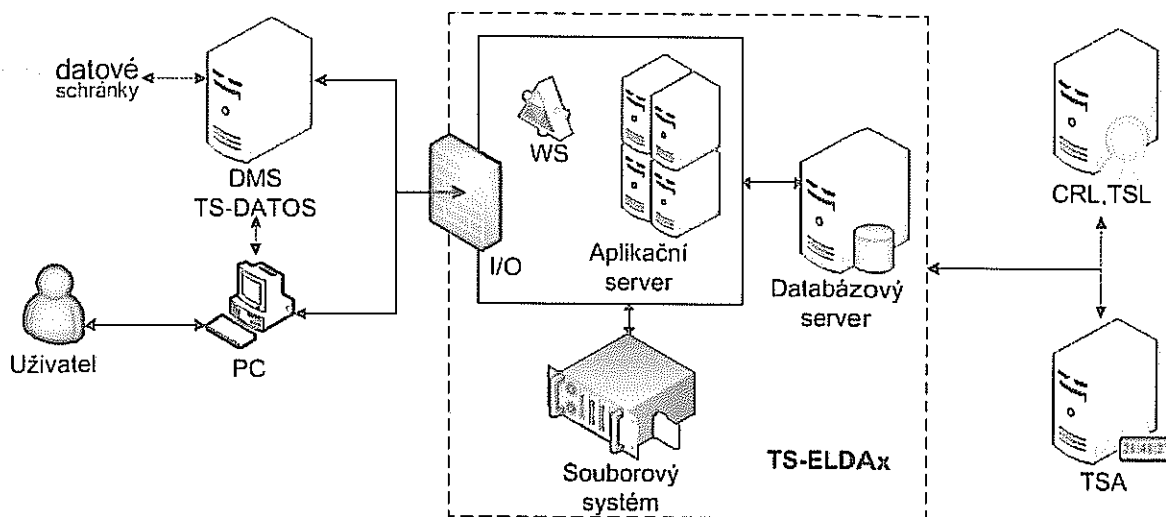 datové
schránky
DMS
TS-DATOS
Uživatel
PC
I/O
WS
Aplikační
server
Databázový
server
Souborový
systém
TS-ELDAx
CRL,TSL
TSA